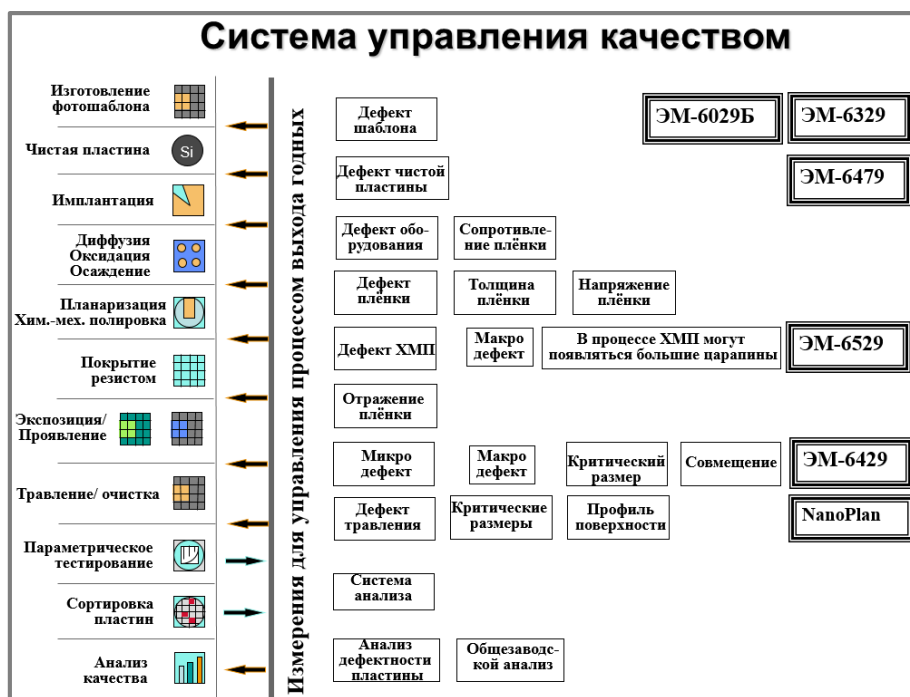 Система управления качеством
Изготовление
фотошаблона
Чистая пластина
Si
Имплантация
Диффузия
Оксидация
Осаждение
Планаризация
Хим.-мех. полировка
Покрытие
резистом
Экспозиция/
Проявление
Травление/ очистка
Параметрическое
тестирование
Сортировка
пластин
Анализ
качества
Измерения для управления процессом выхода годных
Дефект
шаблона
ЭМ-6029Б
ЭМ-6329
Дефект чистой
пластины
ЭМ-6479
Дефект обо-
рудования
Сопротивле-
ние плёнки
Дефект
плёнки
Толщина
плёнки
Напряжение
плёнки
Дефект ХМП
Макро
дефект
В процессе ХМП могут
появляться большие царапины
ЭМ-6529
Отражение
плёнки
Микро
дефект
Макро
дефект
Критический
размер
Совмещение
ЭМ-6429
Дефект
травления
Критические
размеры
Профиль
поверхности
NanoPlan
Система
анализа
Анализ
дефектности
пластины
Общезаводс-
кой анализ